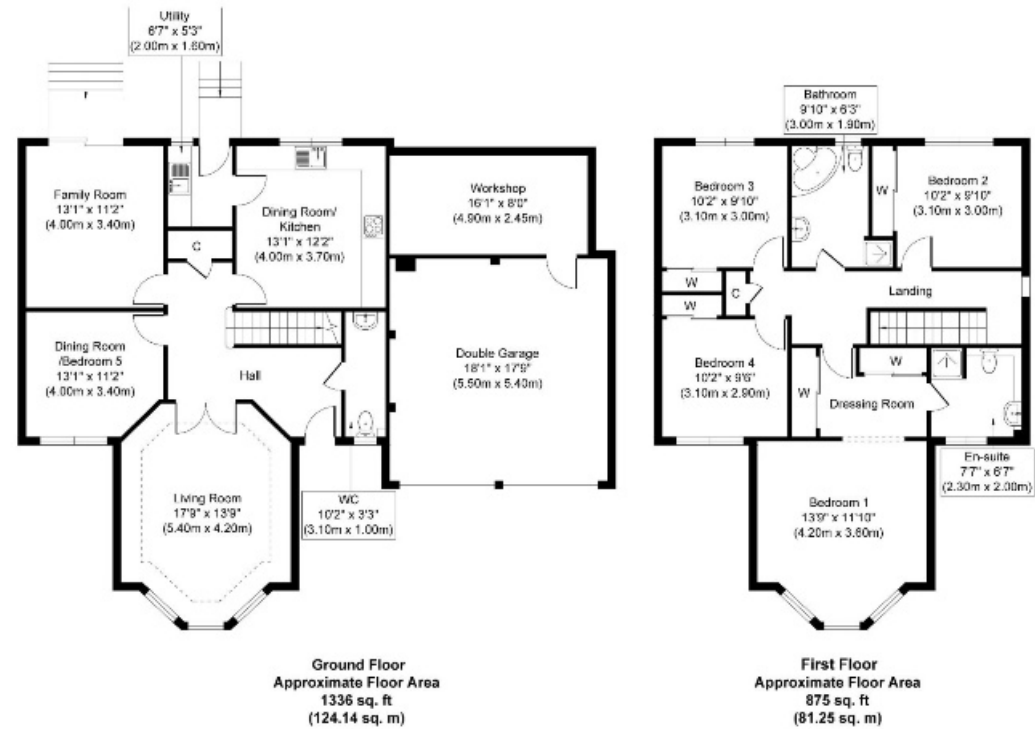 Utility
6'7" x 5'3"
(2.00m x 1.60m)
Family Room
13'1" x 11'2"
(4.00m x 3.40m)
C
Dining Room/
Kitchen
13'1" x 12'2"
(4.00m x 3.70m)
Workshop
16'1" x 8'0"
(4.90m x 2.45m)
Dining Room
/Bedroom 5
13'1" x 11'2"
(4.00m x 3.40m)
Hall
Double Garage
18'1" x 17'9"
(5.50m x 5.40m)
Living Room
17'9" x 13'9"
(5.40m x 4.20m)
WC
10'2" x 3'3"
(3.10m x 1.00m)
Ground Floor
Approximate Floor Area
1336 sq. ft
(124.14 sq. m)
Bathroom
9'10" x 6'3"
(3.00m x 1.90m)
Bedroom 3
10'2" x 9'10"
(3.10m x 3.00m)
W
Bedroom 2
10'2" x 9'10"
(3.10m x 3.00m)
W
C
W
Landing
Bedroom 4
10'2" x 9'6"
(3.10m x 2.90m)
W
W
Dressing Room
En-suite
7'7" x 6'7"
(2.30m x 2.00m)
Bedroom 1
13'9" x 11'10"
(4.20m x 3.60m)
First Floor
Approximate Floor Area
875 sq. ft
(81.25 sq. m)